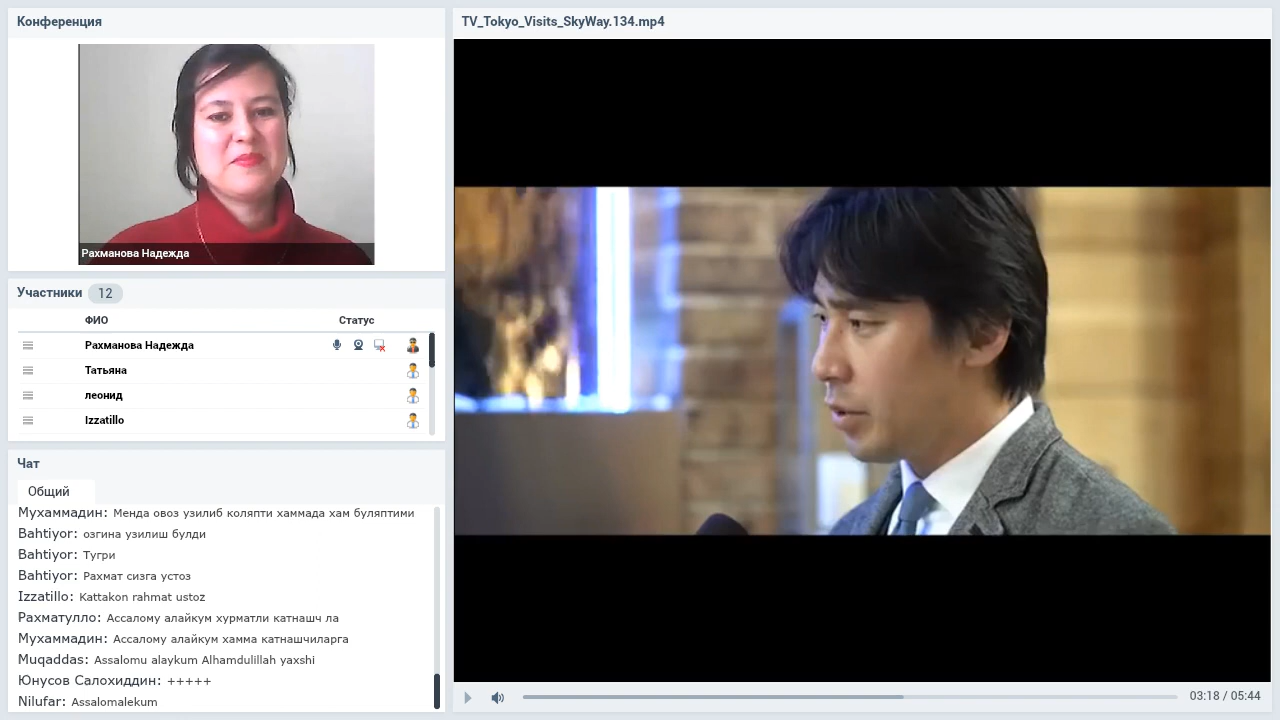 Конференция
Рахманова Надежда
Участники 12
ФИО Статус
Рахманова Надежда
Татьяна
леонид
Izzatillo
Чат
Общий
Мухаммадин: Менда овоз узилиб коляпти хаммада хам буляптими
Bahtiyor: озгина узилиш булди
Bahtiyor: Тугри
Bahtiyor: Рахмат сизга устоз
Izzatillo: Kattakon rahmat ustoz
Рахматулло: Ассалому алайкум хурматли катнашч ла
Мухаммадин: Ассалому алайкум хамма катнашчиларга
Muqaddas: Assalomu alaykum Alhamdulillah yaxshi
Юнусов Салохиддин: +++++
Nilufar: Assalomalekum
TV_Tokyo_Visits_SkyWay.134.mp4
03:18 / 05:44